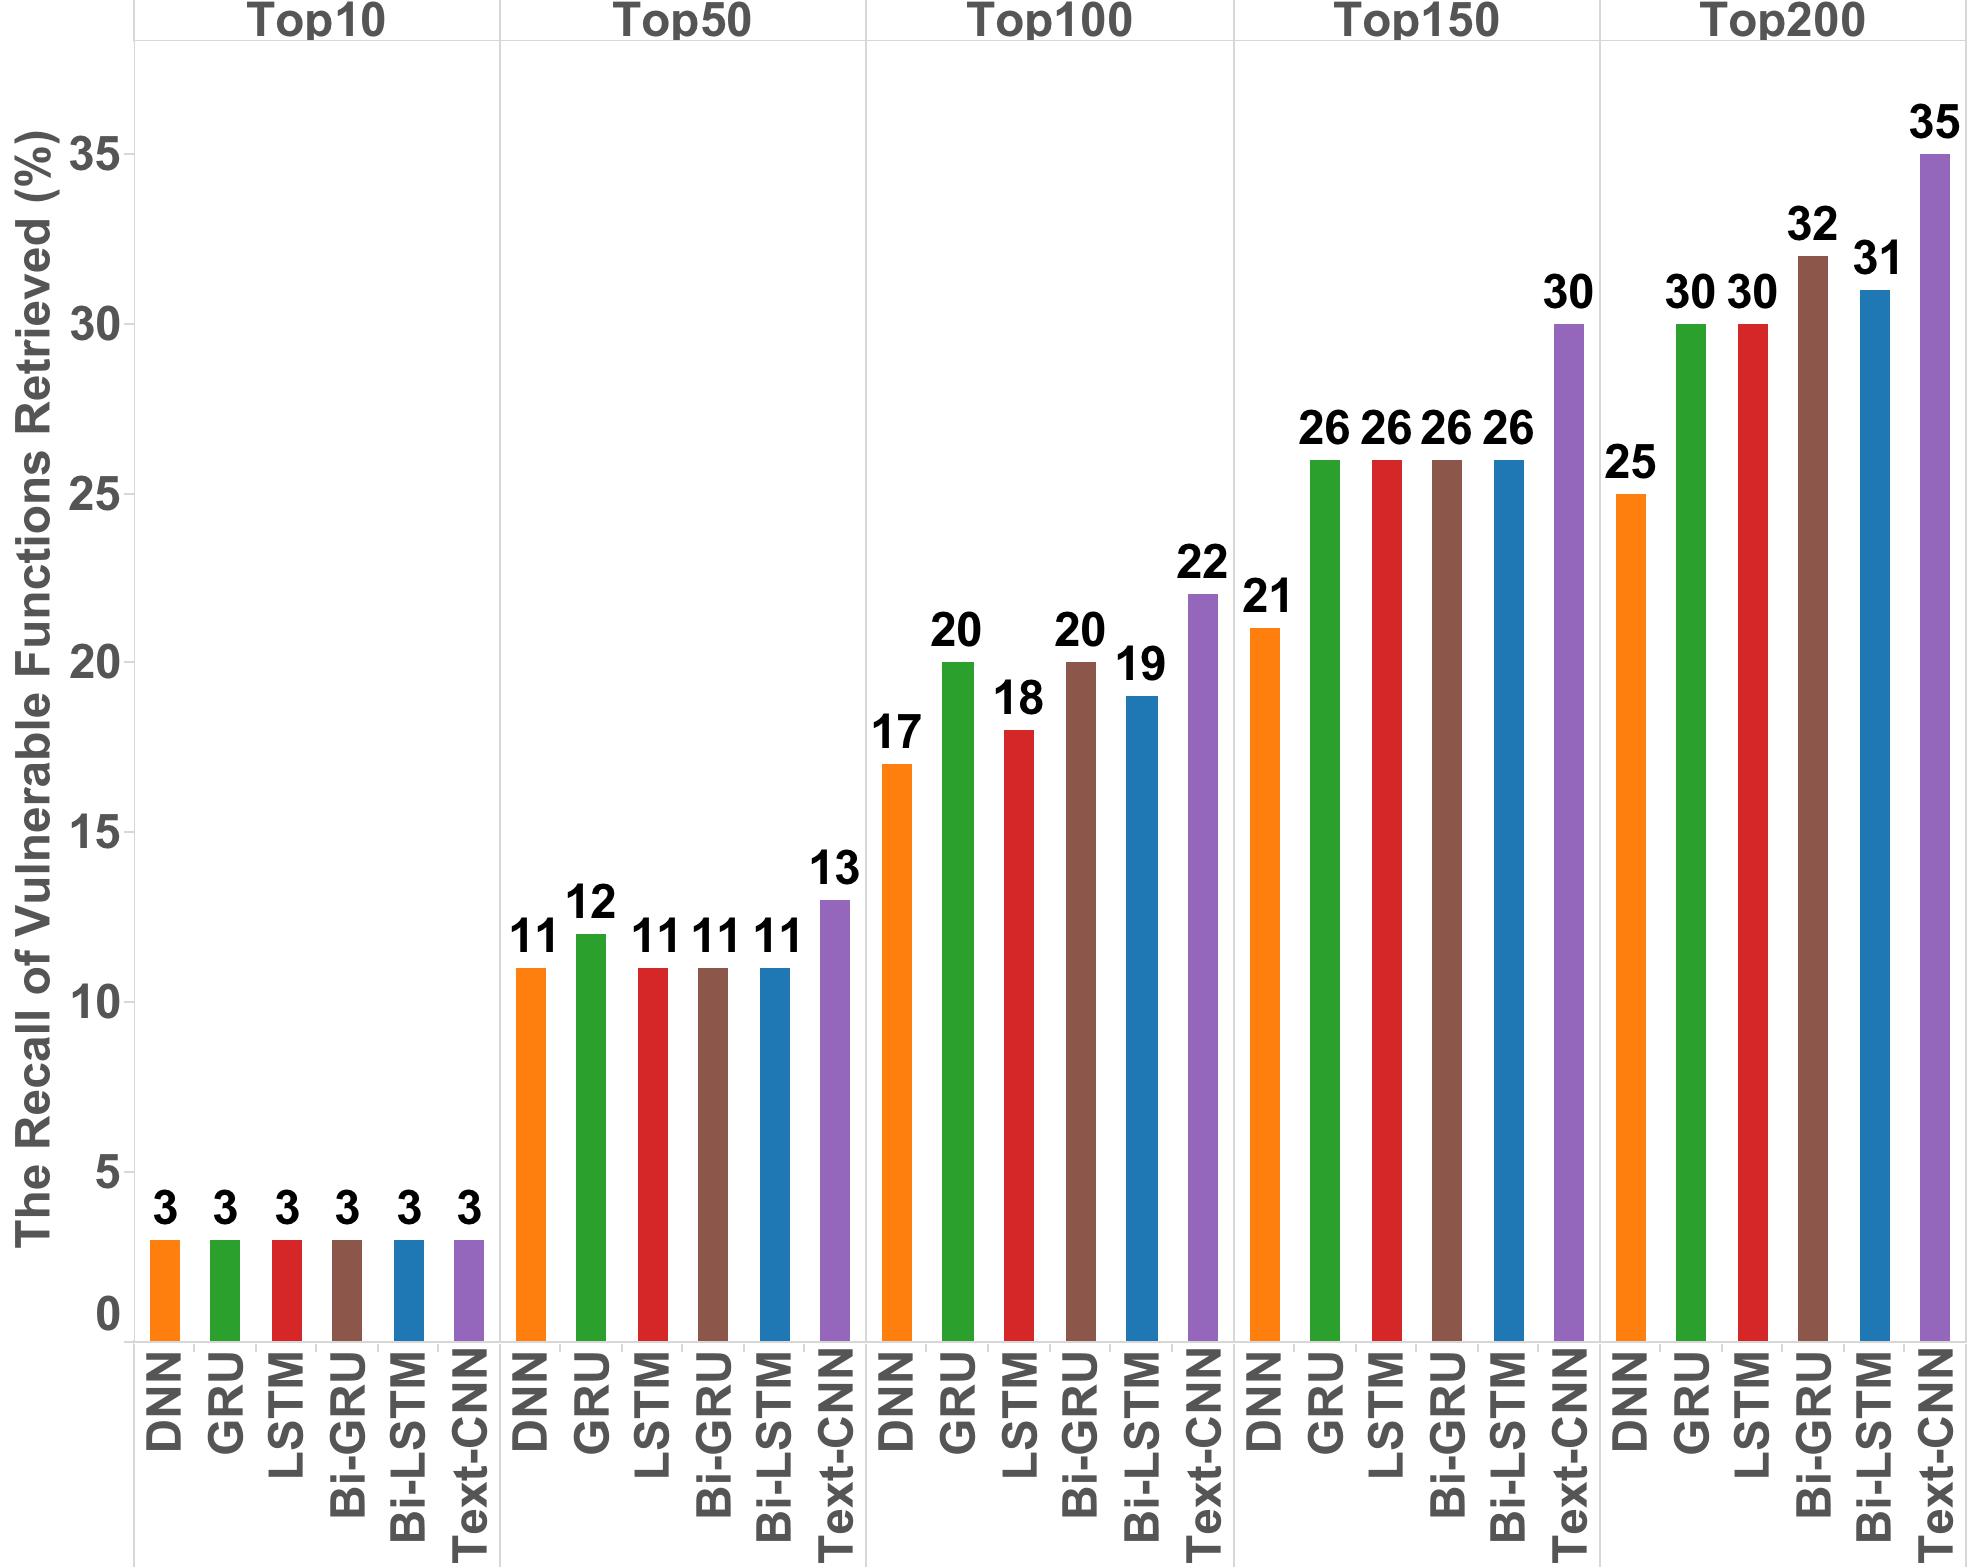 Top10 Top50 Top100 Top150 Top200
The Recall of Vulnerable Functions Retrieved (%)
35
30
25
20
15
10
5
0
3 3 3 3 3 3
11 12 11 11 11 13
17 20 18 20 19 22
21 26 26 26 26 30
25 30 30 32 31 35
DNN GRU LSTM Bi-GRU Bi-LSTM Text-CNN
DNN GRU LSTM Bi-GRU Bi-LSTM Text-CNN
DNN GRU LSTM Bi-GRU Bi-LSTM Text-CNN
DNN GRU LSTM Bi-GRU Bi-LSTM Text-CNN
DNN GRU LSTM Bi-GRU Bi-LSTM Text-CNN